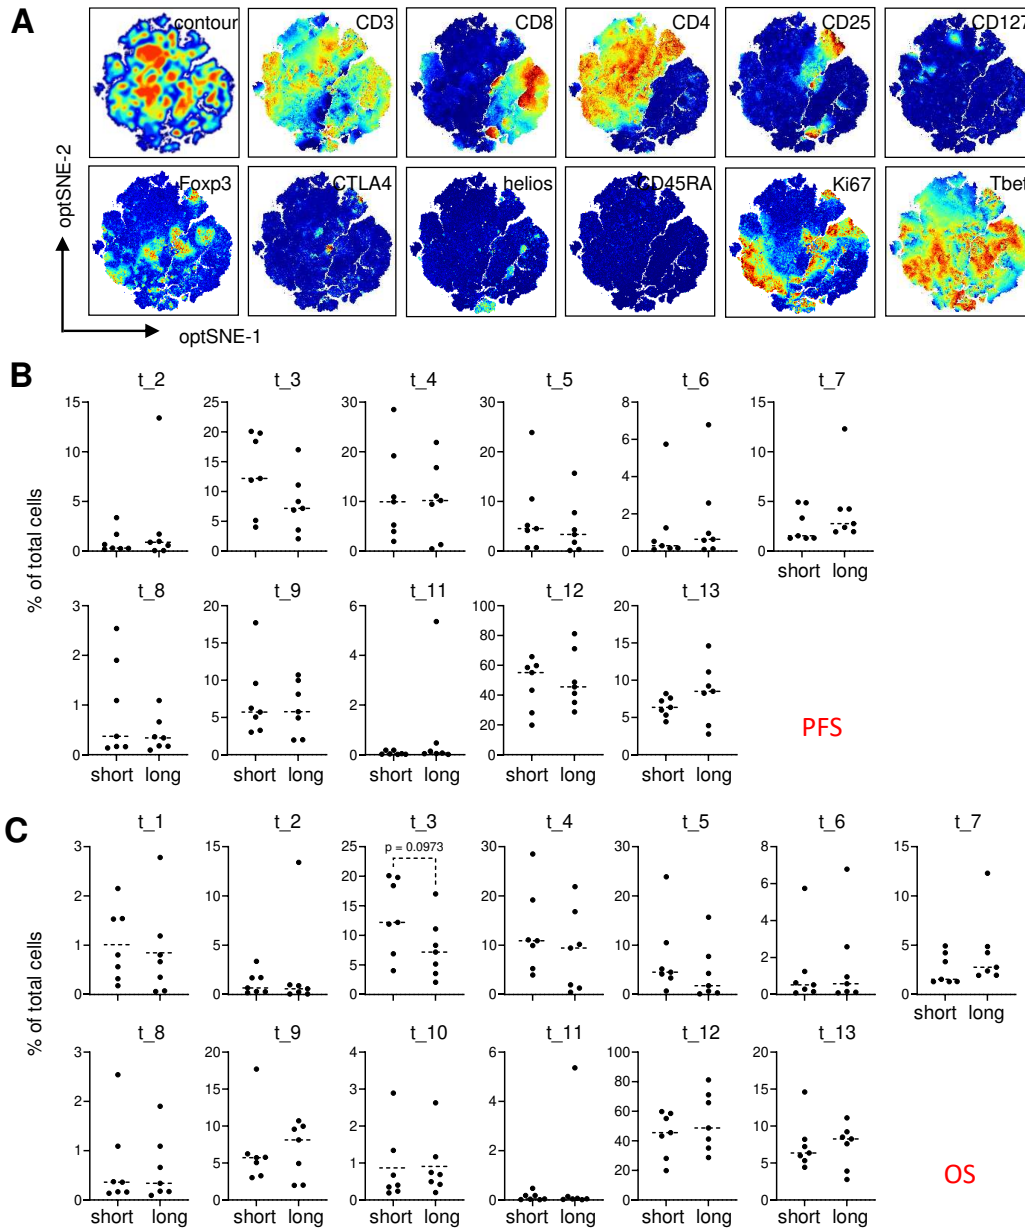 A
contour CD3 CD8 CD4 CD25 CD127
Foxp3 CTLA4 helios CD45RA Ki67 Tbet
optSNE-2
optSNE-1
B
t_2 t_3 t_4 t_5 t_6 t_7
15 25 30 30 8 15
20
10 20 20 6 10
15
4
5 10 10 10 5
5 2
0 0 0 0 0 0
short long
% of total cells
t_8 t_9 t_11 t_12 t_13
3 20 6 100 20
80
2 15 4 15
60
10 10
1 40
5 2 20 5
0 0 0 0 0
short long short long short long short long short long
PFS
C
t_1 t_2 t_3 t_4 t_5 t_6 t_7
p = 0.0973
3 15 25 30 30 8 15
20
2 10 20 20 6 10
15
4
1 5 10 10 10 5
5 2
0 0 0 0 0 0 0
short long
% of total cells
t_8 t_9 t_10 t_11 t_12 t_13
3 20 4 6 100 20
80
2 15 3 4 15
60
10 2 10
1 40
5 1 2 20 5
0 0 0 0 0 0
short long short long short long short long short long short long
OS